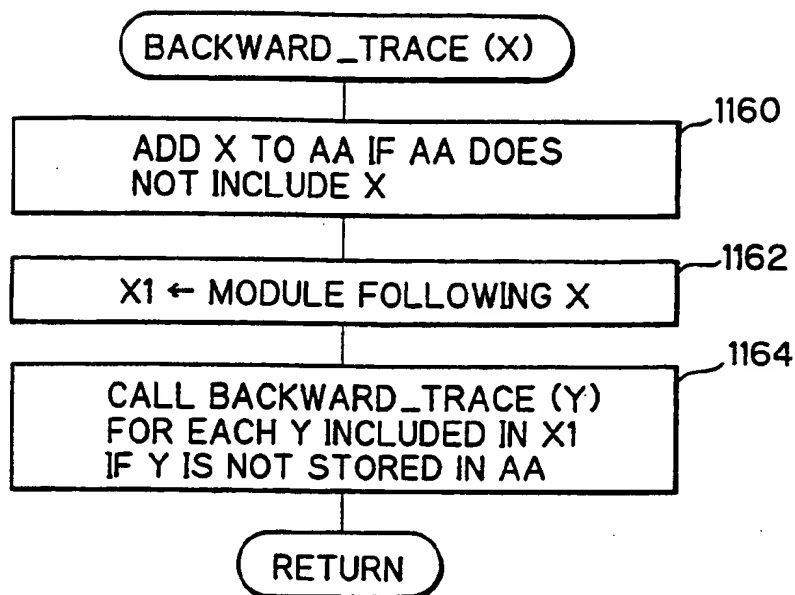 BACKWARD_TRACE (X)
1160
ADD X TO AA IF AA DOES
NOT INCLUDE X
1162
X1 ← MODULE FOLLOWING X
1164
CALL BACKWARD_TRACE (Y)
FOR EACH Y INCLUDED IN X1
IF Y IS NOT STORED IN AA
RETURN